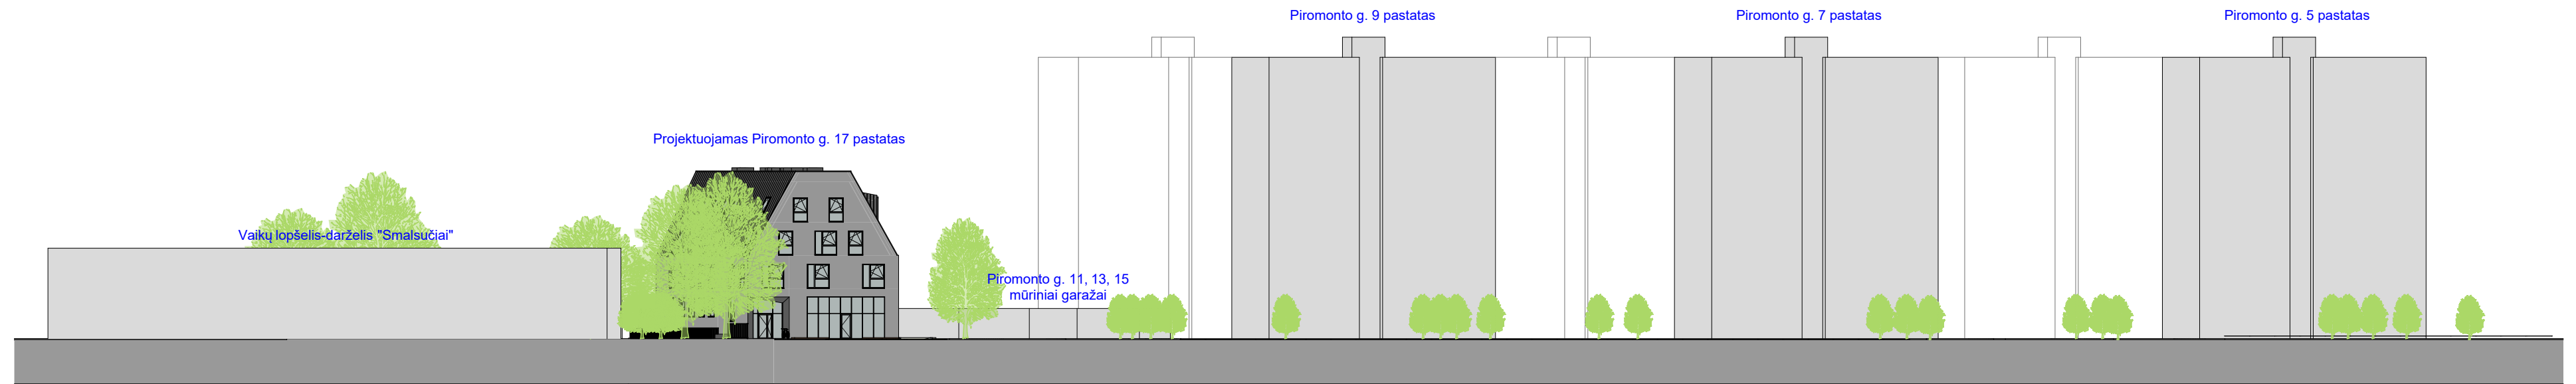 Piromonto g. 9 pastatas
Piromonto g. 7 pastatas
Piromonto g. 5 pastatas
Projektuojamas Piromonto g. 17 pastatas
Vaikų lopšelis-darželis "Smalsučiai"
Piromonto g. 11, 13, 15
mūriniai garažai